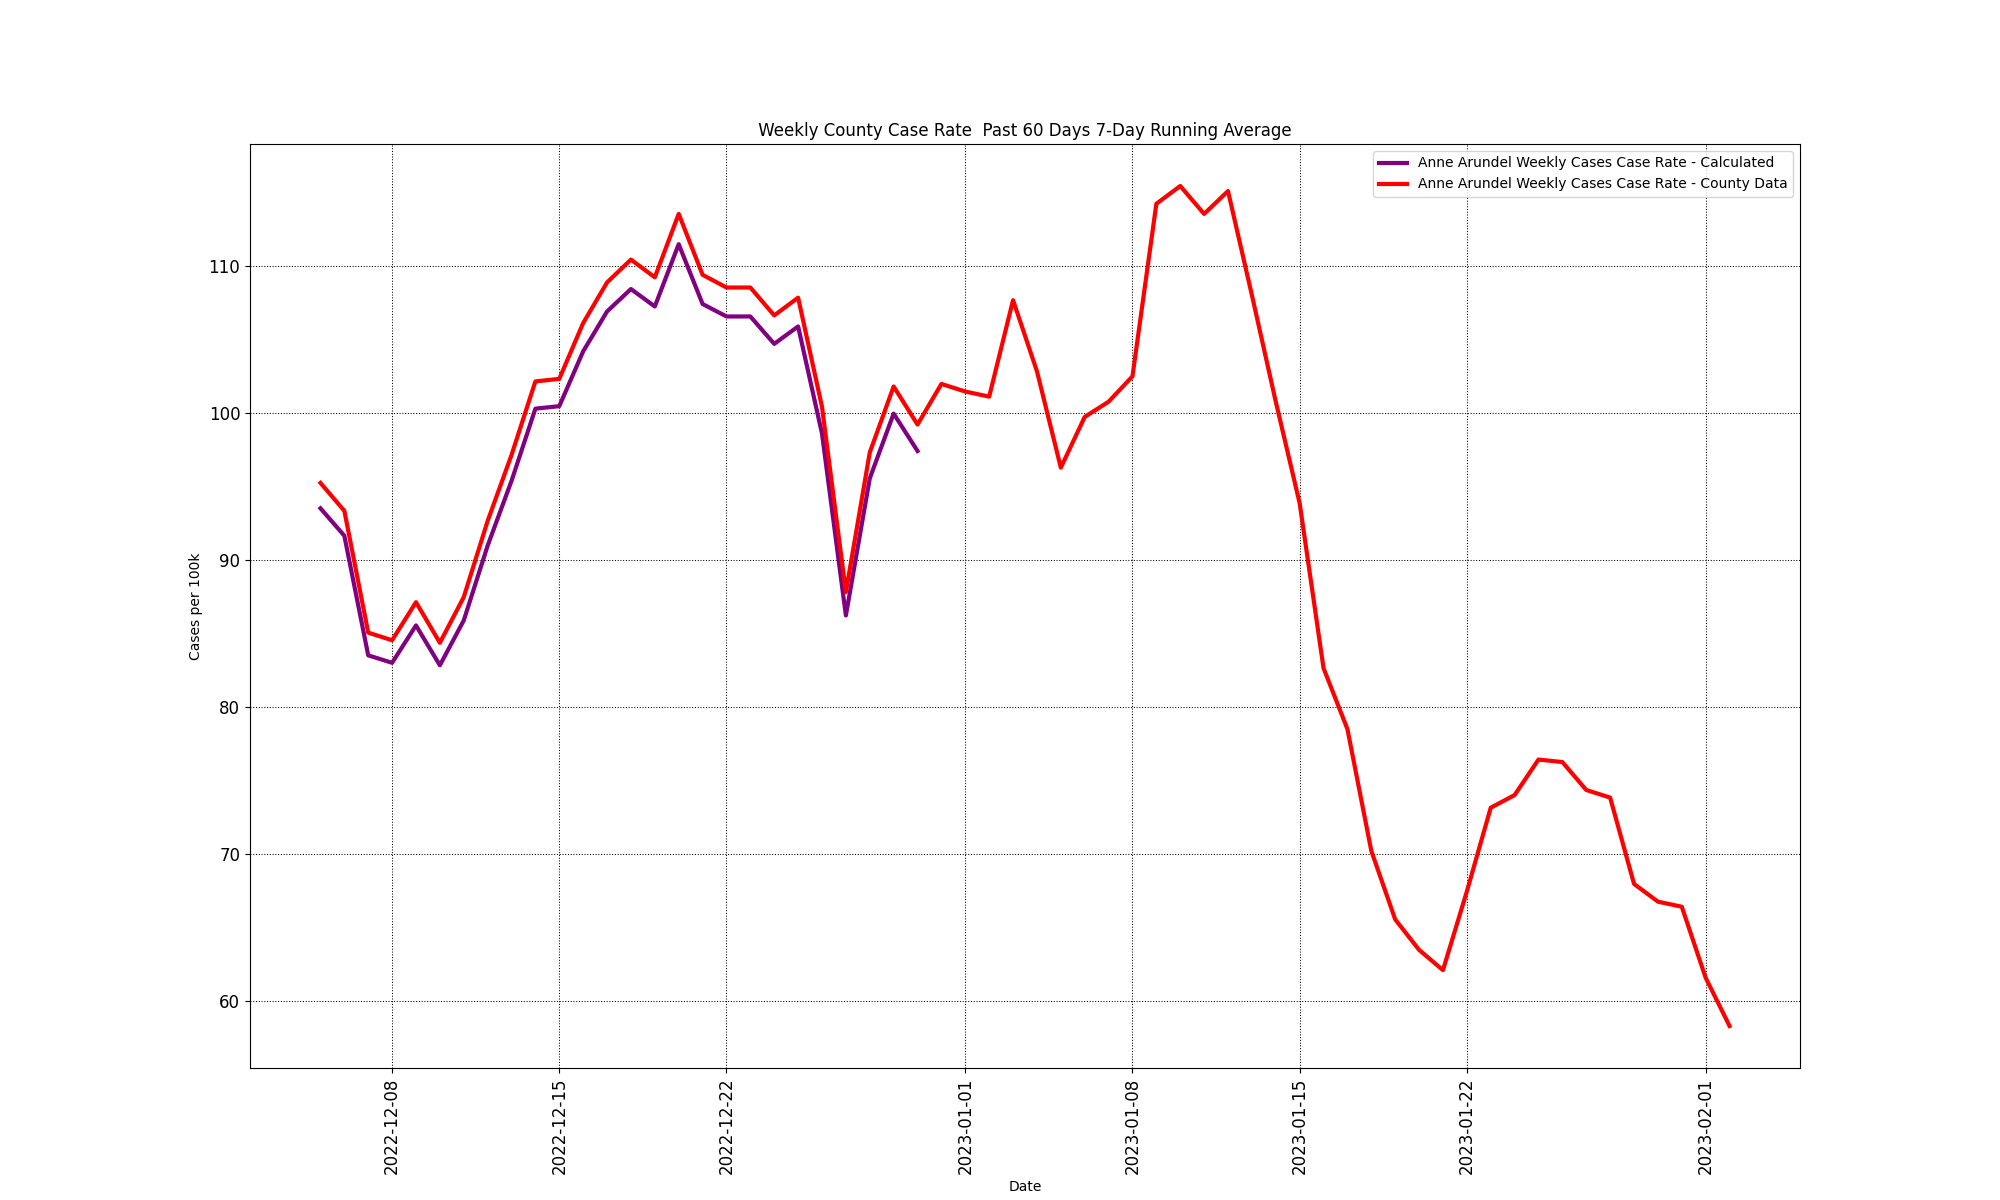 Weekly County Case Rate  Past 60 Days 7-Day Running Average
Anne Arundel Weekly Cases Case Rate - Calculated
Anne Arundel Weekly Cases Case Rate - County Data
110
100
90
80
70
60
Cases per 100k
2022-12-08
2022-12-15
2022-12-22
2023-01-01
2023-01-08
2023-01-15
2023-01-22
2023-02-01
Date